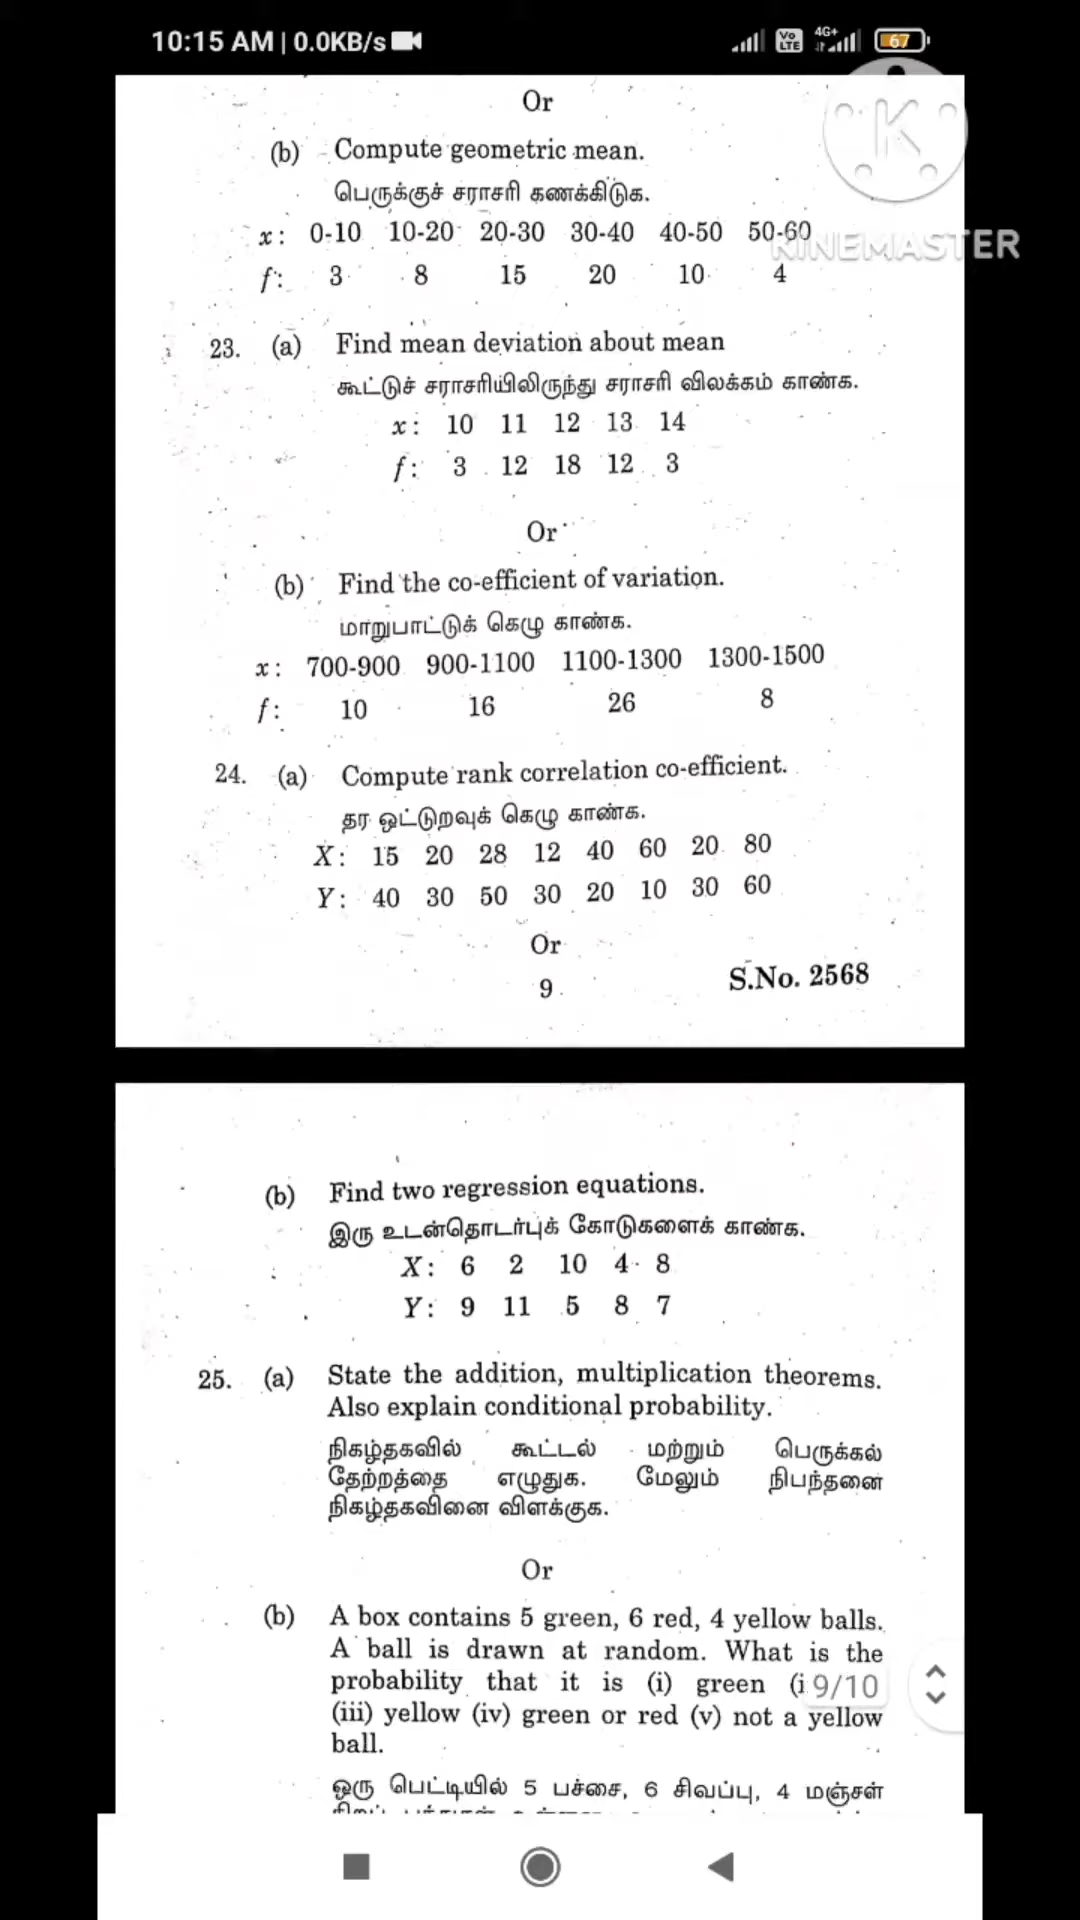 10:15 AM | 0.0KB/s
Vo LTE 4G+ 67
Or
K
(b) Compute geometric mean.
பெருக்குச் சராசரி கணக்கிடுக.
x: 0-10 10-20 20-30 30-40 40-50 50-60
KINEMASTER
f: 3 8 15 20 10 4
23. (a) Find mean deviation about mean
கூட்டுச் சராசரியிலிருந்து சராசரி விலக்கம் காண்க.
x: 10 11 12 13 14
f: 3 12 18 12 3
Or
(b) Find the co-efficient of variation.
மாறுபாட்டுக் கெழு காண்க.
x: 700-900 900-1100 1100-1300 1300-1500
f: 10 16 26 8
24. (a) Compute rank correlation co-efficient.
தர ஒட்டுறவுக் கெழு காண்க.
X: 15 20 28 12 40 60 20 80
Y: 40 30 50 30 20 10 30 60
Or
9
S.No. 2568
(b) Find two regression equations.
இரு உடன்தொடர்புக் கோடுகளைக் காண்க.
X: 6 2 10 4 8
Y: 9 11 5 8 7
25. (a) State the addition, multiplication theorems.
Also explain conditional probability.
நிகழ்தகவில் கூட்டல் மற்றும் பெருக்கல்
தேற்றத்தை எழுதுக. மேலும் நிபந்தனை
நிகழ்தகவினை விளக்குக.
Or
(b) A box contains 5 green, 6 red, 4 yellow balls.
A ball is drawn at random. What is the
probability that it is (i) green (i
9/10
(iii) yellow (iv) green or red (v) not a yellow
ball.
ஒரு பெட்டியில் 5 பச்சை, 6 சிவப்பு, 4 மஞ்சள்